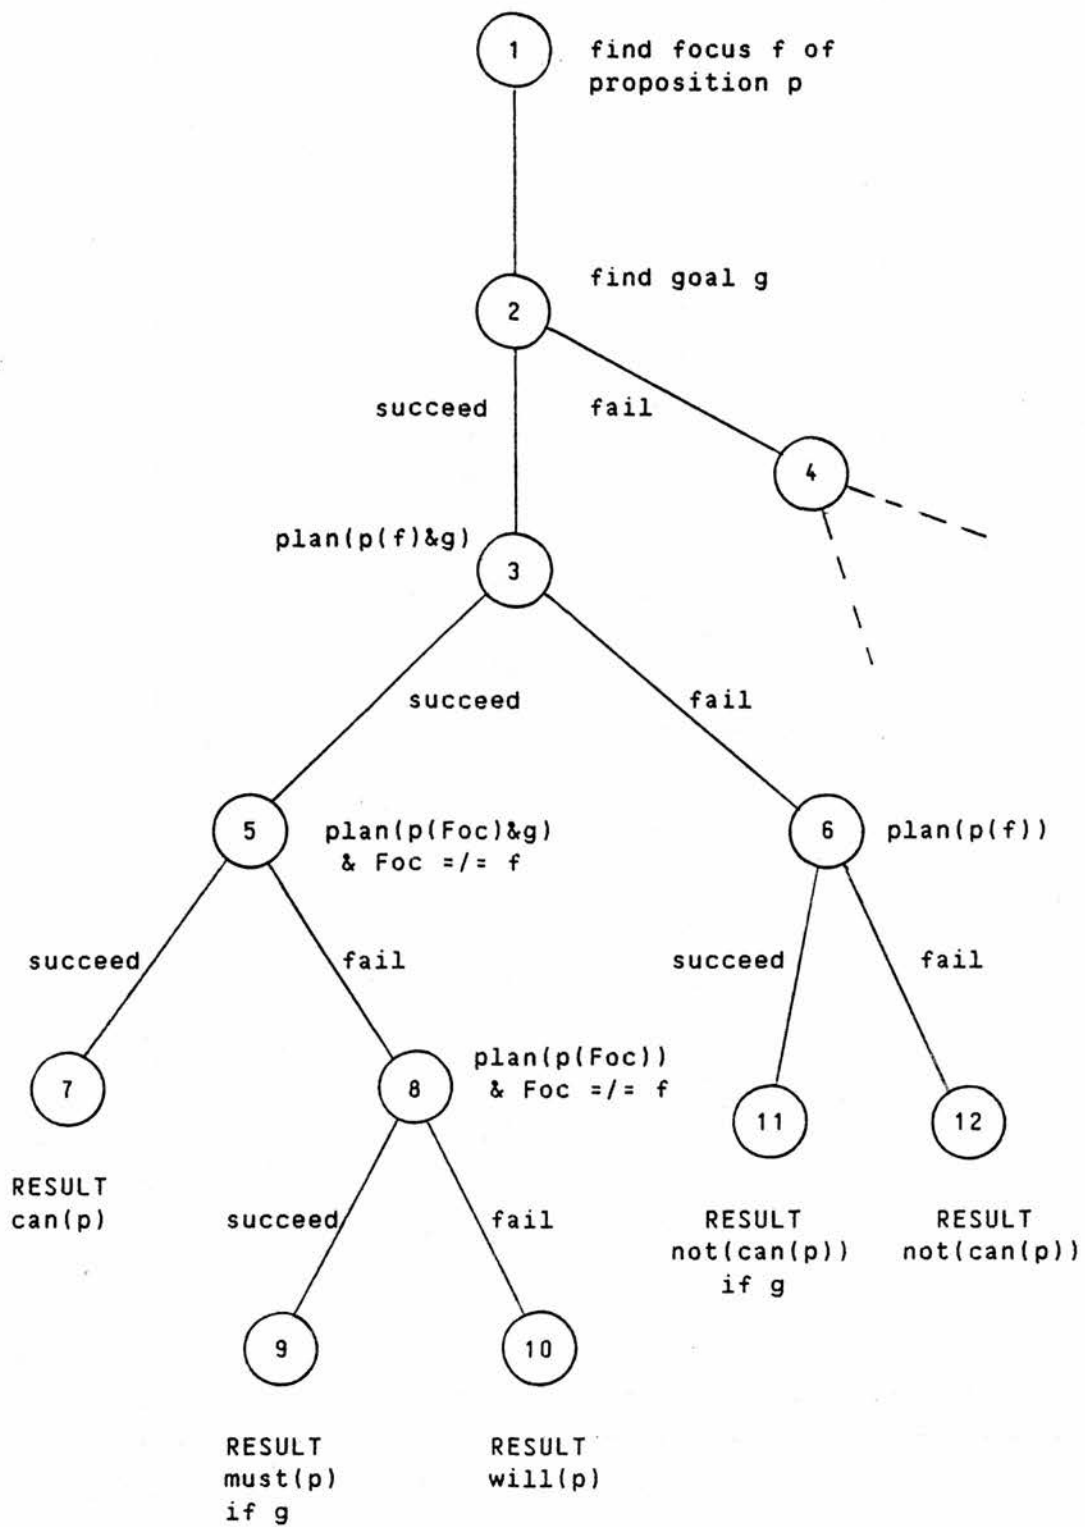 1
find focus f of
proposition p
find goal g
2
succeed
fail
4
plan(p(f)&g)
3
succeed
fail
5
plan(p(Foc)&g)
& Foc =/= f
6
plan(p(f))
succeed
fail
succeed
fail
7
8
plan(p(Foc))
& Foc =/= f
11
12
RESULT
can(p)
succeed
fail
RESULT
not(can(p))
if g
RESULT
not(can(p))
9
10
RESULT
must(p)
if g
RESULT
will(p)